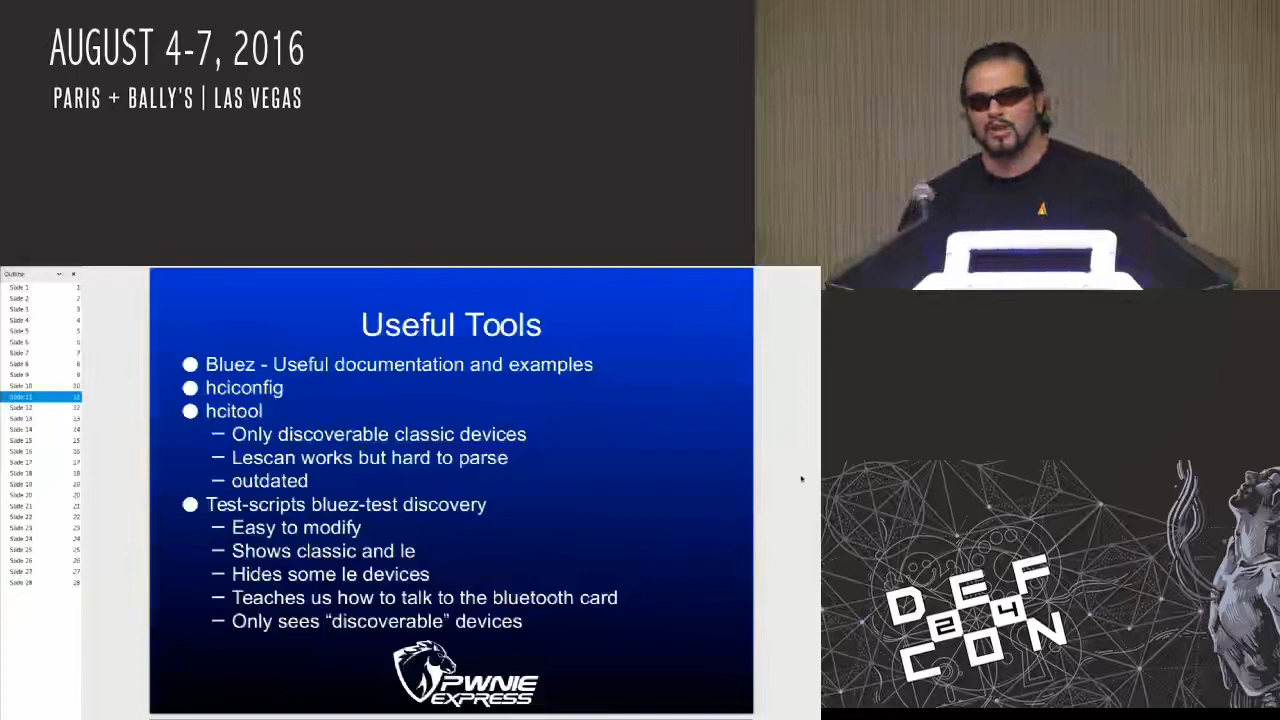 AUGUST 4-7, 2016
PARIS + BALLY'S | LAS VEGAS
Outline
Slide 1 1
Slide 2 2
Slide 3 3
Slide 4 4
Slide 5 5
Slide 6 6
Slide 7 7
Slide 8 8
Slide 9 9
Slide 10 10
Slide 11 11
Slide 12 12
Slide 13 13
Slide 14 14
Slide 15 15
Slide 16 16
Slide 17 17
Slide 18 18
Slide 19 19
Slide 20 20
Slide 21 21
Slide 22 22
Slide 23 23
Slide 24 24
Slide 25 25
Slide 26 26
Slide 27 27
Slide 28 28
Useful Tools
Bluez - Useful documentation and examples
hciconfig
hcitool
– Only discoverable classic devices
– Lescan works but hard to parse
– outdated
Test-scripts bluez-test discovery
– Easy to modify
– Shows classic and le
– Hides some le devices
– Teaches us how to talk to the bluetooth card
– Only sees “discoverable” devices
PWNIE
EXPRESS
DEF
24
CON